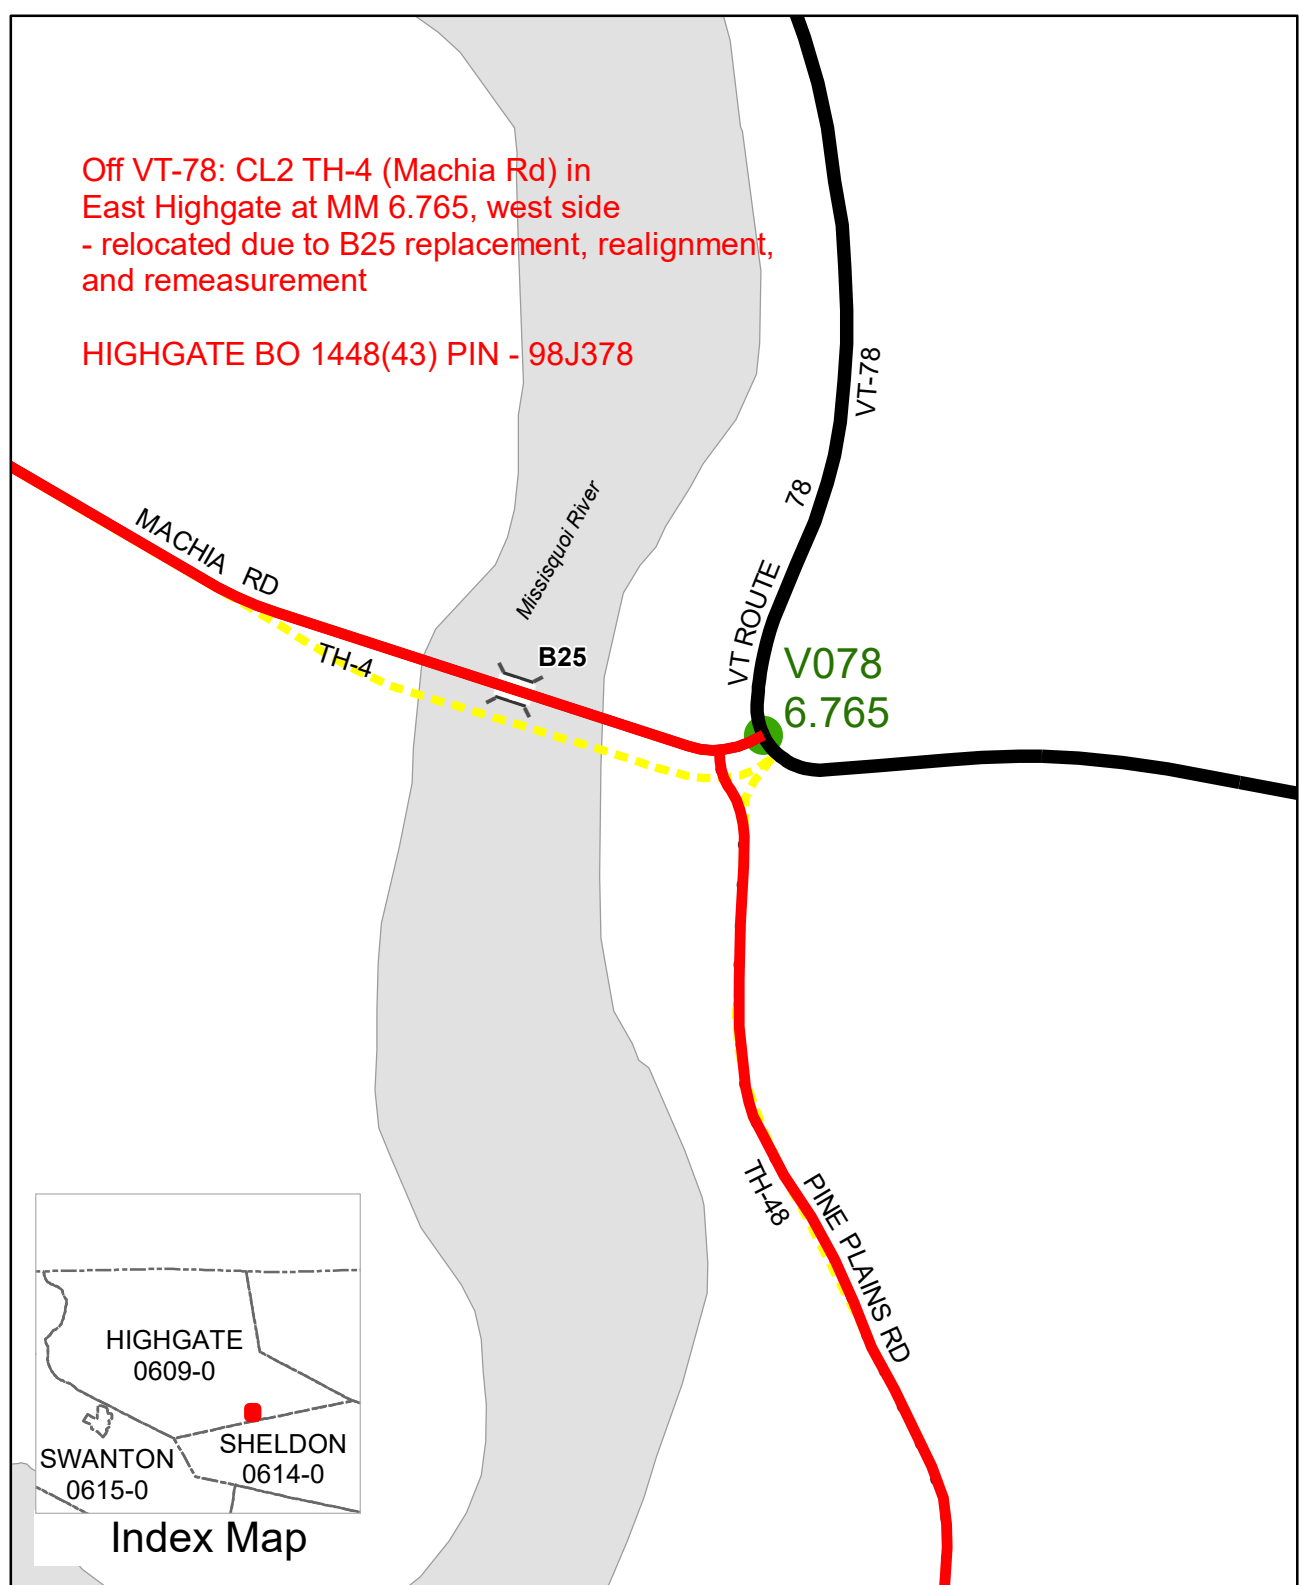 Off VT-78: CL2 TH-4 (Machia Rd) in
East Highgate at MM 6.765, west side
- relocated due to B25 replacement, realignment,
and remeasurement
HIGHGATE BO 1448(43) PIN - 98J378
VT-78
78
VT ROUTE
Missisquoi River
MACHIA RD
TH-4
B25
V078
6.765
TH-48
PINE PLAINS RD
HIGHGATE
0609-0
SHELDON
0614-0
SWANTON
0615-0
Index Map